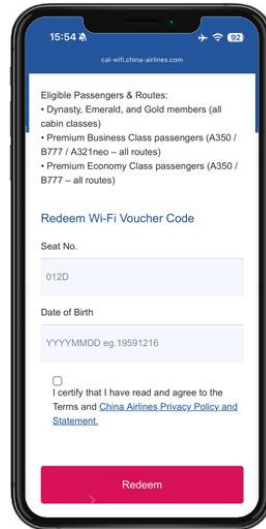 15:54
92
cal-wifi.china-airlines.com
Eligible Passengers & Routes:
• Dynasty, Emerald, and Gold members (all
cabin classes)
• Premium Business Class passengers (A350 /
B777 / A321neo – all routes)
• Premium Economy Class passengers (A350 /
B777 – all routes)
Redeem Wi-Fi Voucher Code
Seat No.
012D
Date of Birth
YYYYMMDD eg.19591216
I certify that I have read and agree to the
Terms and China Airlines Privacy Policy and
Statement.
Redeem